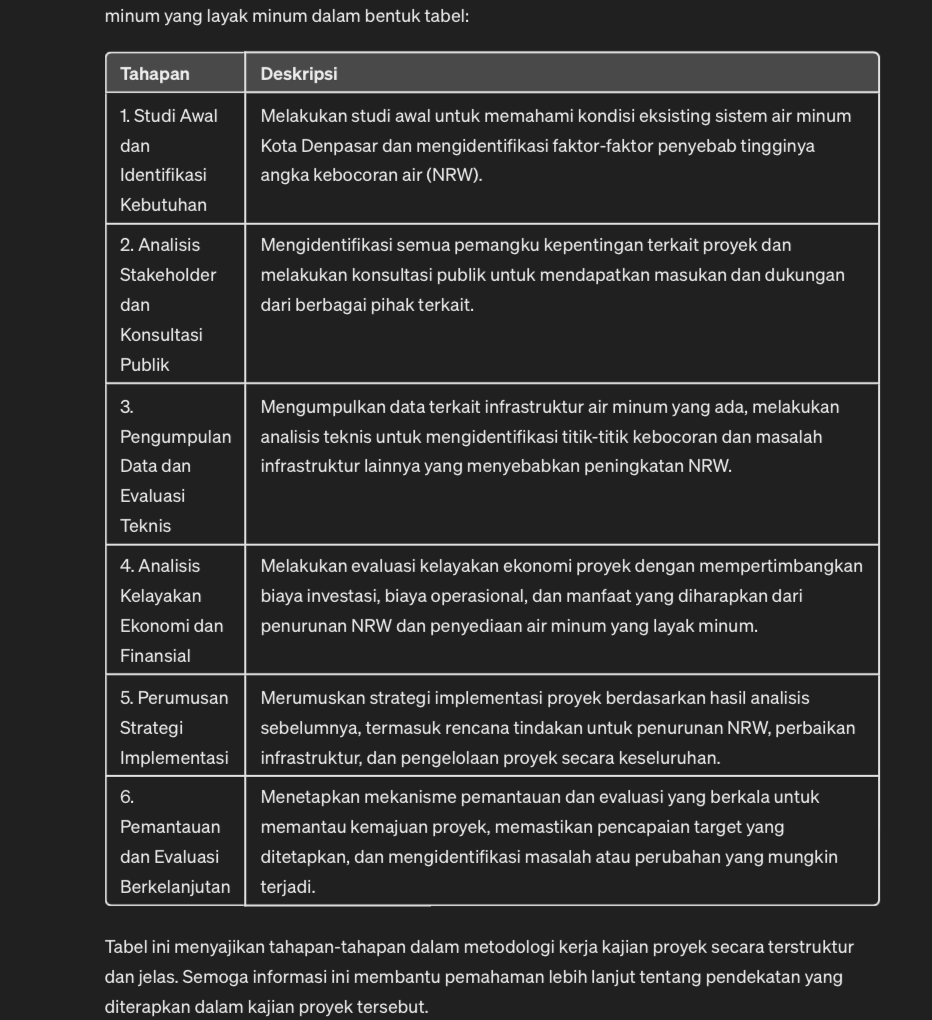 minum yang layak minum dalam bentuk tabel:
Tahapan
Deskripsi
1. Studi Awal
dan
Identifikasi
Kebutuhan
Melakukan studi awal untuk memahami kondisi eksisting sistem air minum
Kota Denpasar dan mengidentifikasi faktor-faktor penyebab tingginya
angka kebocoran air (NRW).
2. Analisis
Stakeholder
dan
Konsultasi
Publik
Mengidentifikasi semua pemangku kepentingan terkait proyek dan
melakukan konsultasi publik untuk mendapatkan masukan dan dukungan
dari berbagai pihak terkait.
3.
Pengumpulan
Data dan
Evaluasi
Teknis
Mengumpulkan data terkait infrastruktur air minum yang ada, melakukan
analisis teknis untuk mengidentifikasi titik-titik kebocoran dan masalah
infrastruktur lainnya yang menyebabkan peningkatan NRW.
4. Analisis
Kelayakan
Ekonomi dan
Finansial
Melakukan evaluasi kelayakan ekonomi proyek dengan mempertimbangkan
biaya investasi, biaya operasional, dan manfaat yang diharapkan dari
penurunan NRW dan penyediaan air minum yang layak minum.
5. Perumusan
Strategi
Implementasi
Merumuskan strategi implementasi proyek berdasarkan hasil analisis
sebelumnya, termasuk rencana tindakan untuk penurunan NRW, perbaikan
infrastruktur, dan pengelolaan proyek secara keseluruhan.
6.
Pemantauan
dan Evaluasi
Berkelanjutan
Menetapkan mekanisme pemantauan dan evaluasi yang berkala untuk
memantau kemajuan proyek, memastikan pencapaian target yang
ditetapkan, dan mengidentifikasi masalah atau perubahan yang mungkin
terjadi.
Tabel ini menyajikan tahapan-tahapan dalam metodologi kerja kajian proyek secara terstruktur
dan jelas. Semoga informasi ini membantu pemahaman lebih lanjut tentang pendekatan yang
diterapkan dalam kajian proyek tersebut.